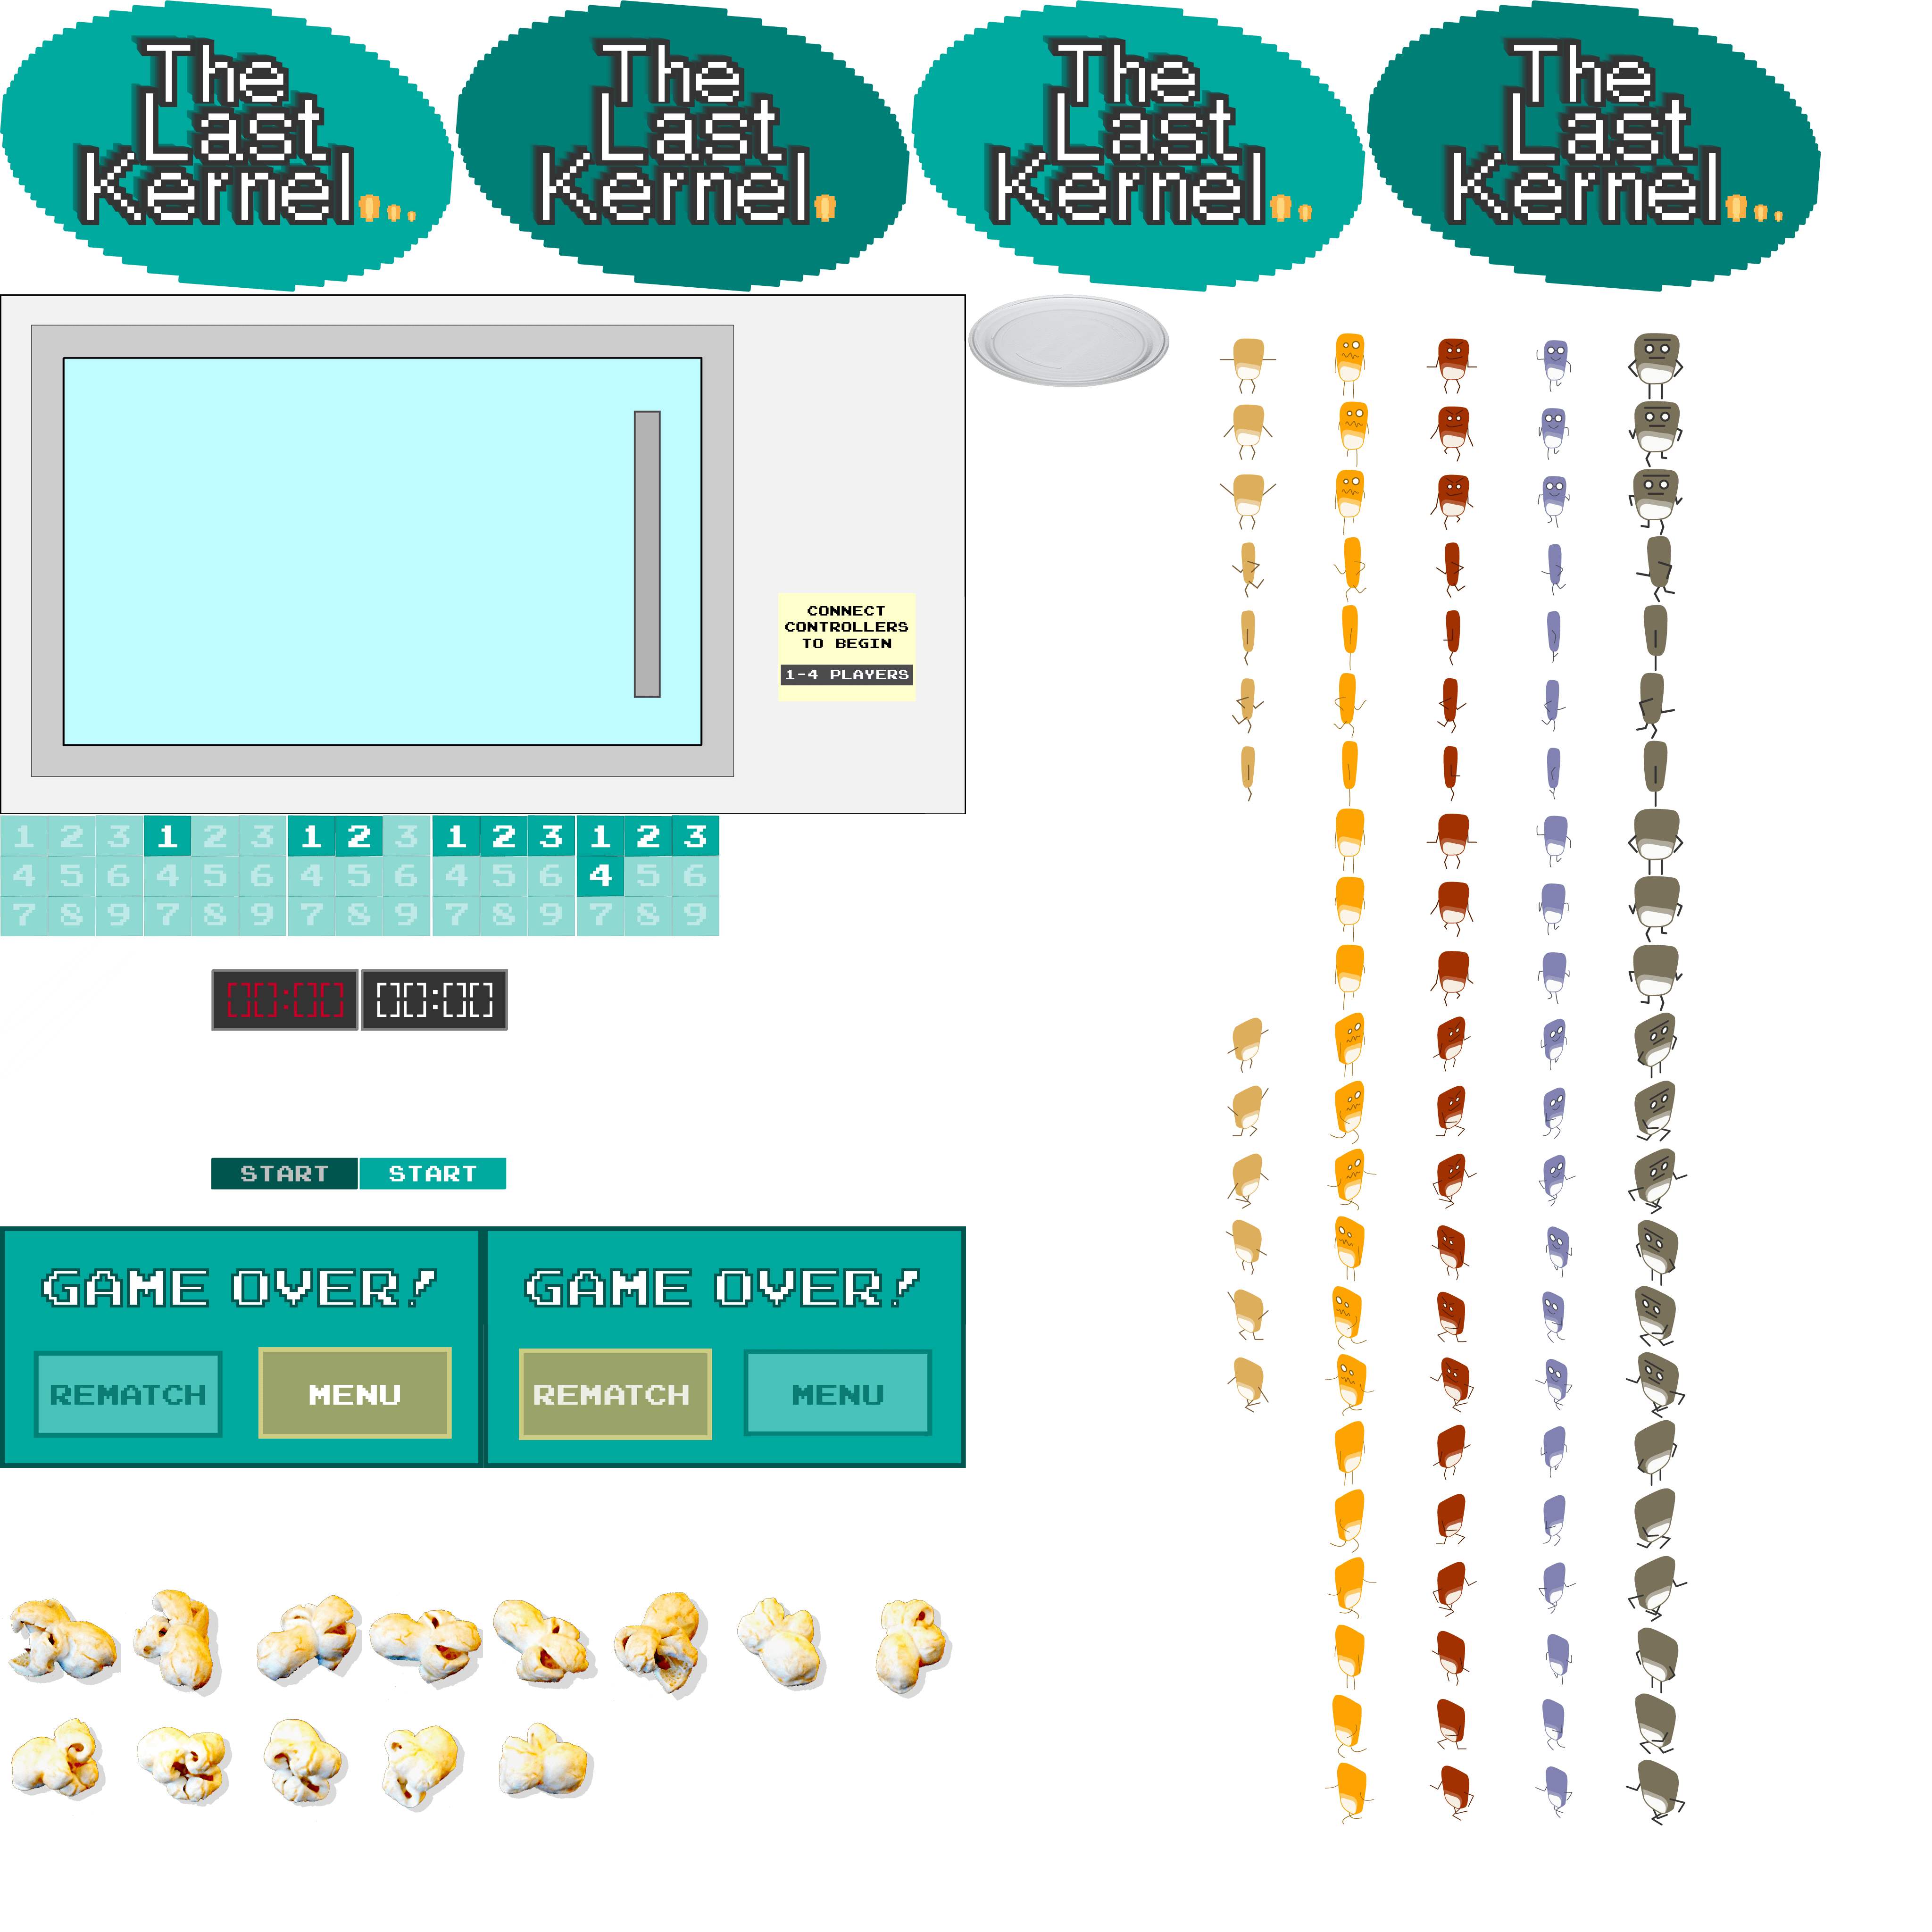 The
Last
Kernel...
The
Last
Kernel.
The
Last
Kernel..
The
Last
Kernel...
CONNECT
CONTROLLERS
TO BEGIN
1-4 PLAYERS
1 2 3 1 2 3 1 2 3 1 2 3 1 2 3
4 5 6 4 5 6 4 5 6 4 5 6 4 5 6
7 8 9 7 8 9 7 8 9 7 8 9 7 8 9
00:00 00:00
START START
GAME OVER!
REMATCH MENU
GAME OVER!
REMATCH MENU